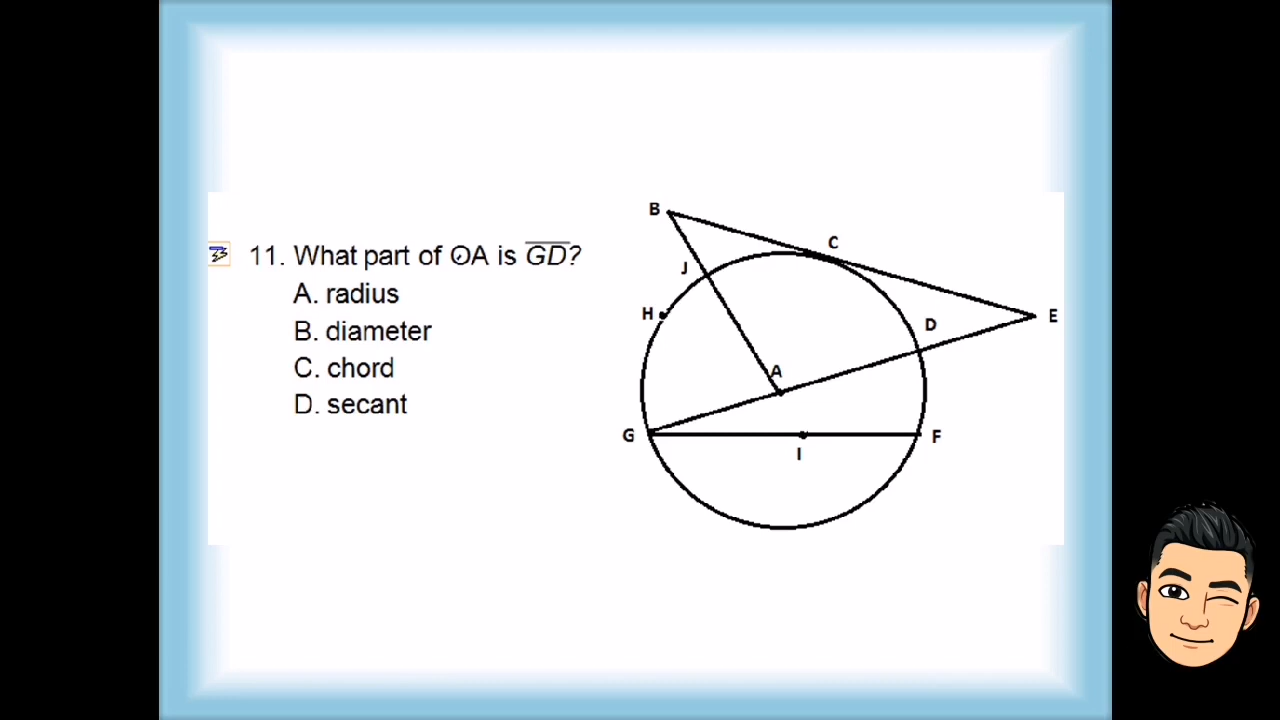 11. What part of ⊙A is GD?
A. radius
B. diameter
C. chord
D. secant
B
C
J
H
D
E
A
G
F
I